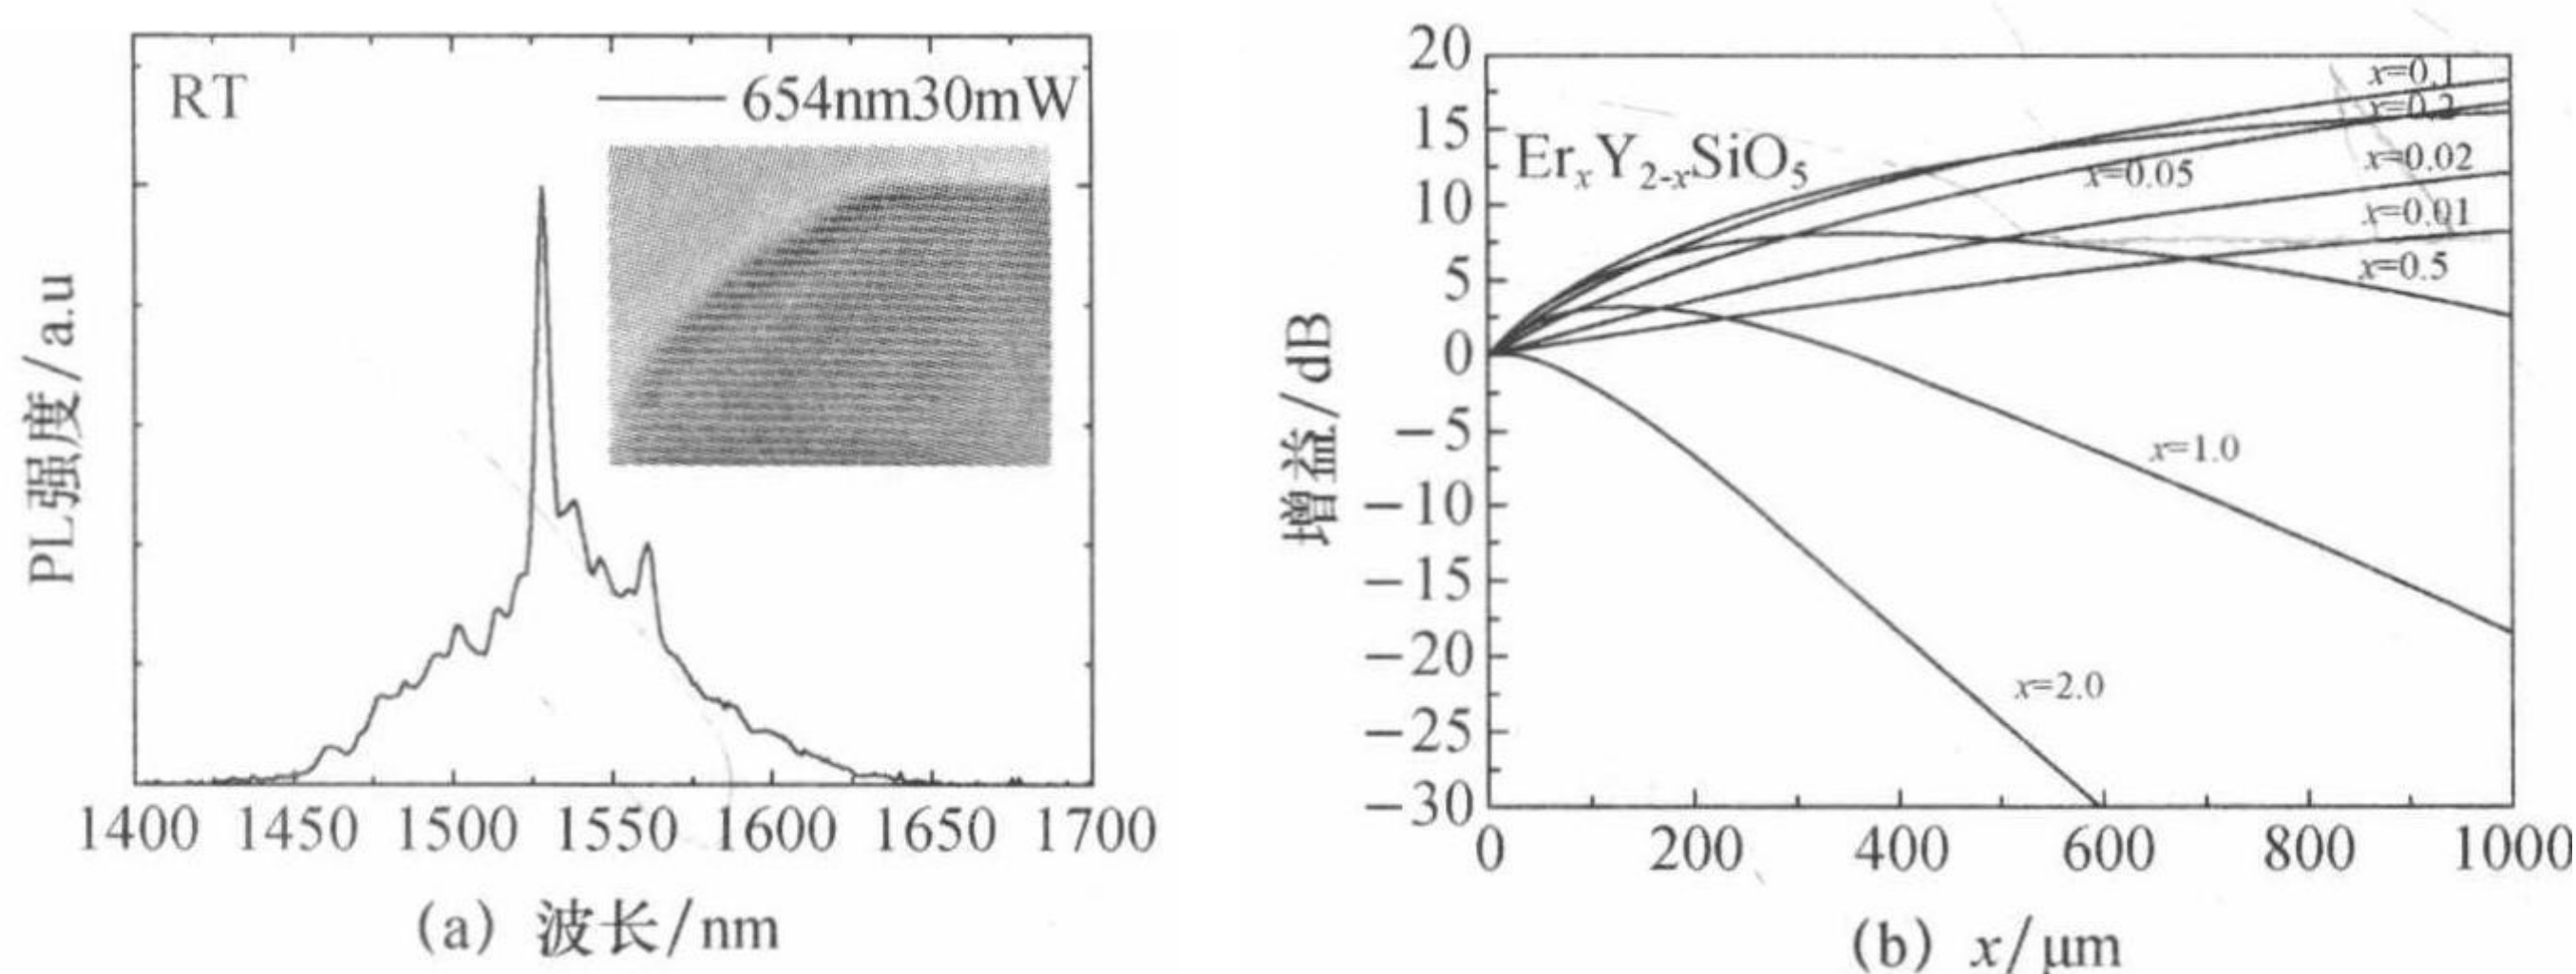 RT
654nm30mW
PL强度/a.u
1400 1450 1500 1550 1600 1650 1700
(a) 波长/nm
20
15
10
5
0
−5
−10
−15
−20
−25
−30
增益/dB
ErxY2-xSiO5
x=0.1
x=0.2
x=0.05
x=0.02
x=0.01
x=0.5
x=1.0
x=2.0
0 200 400 600 800 1000
(b) x/μm